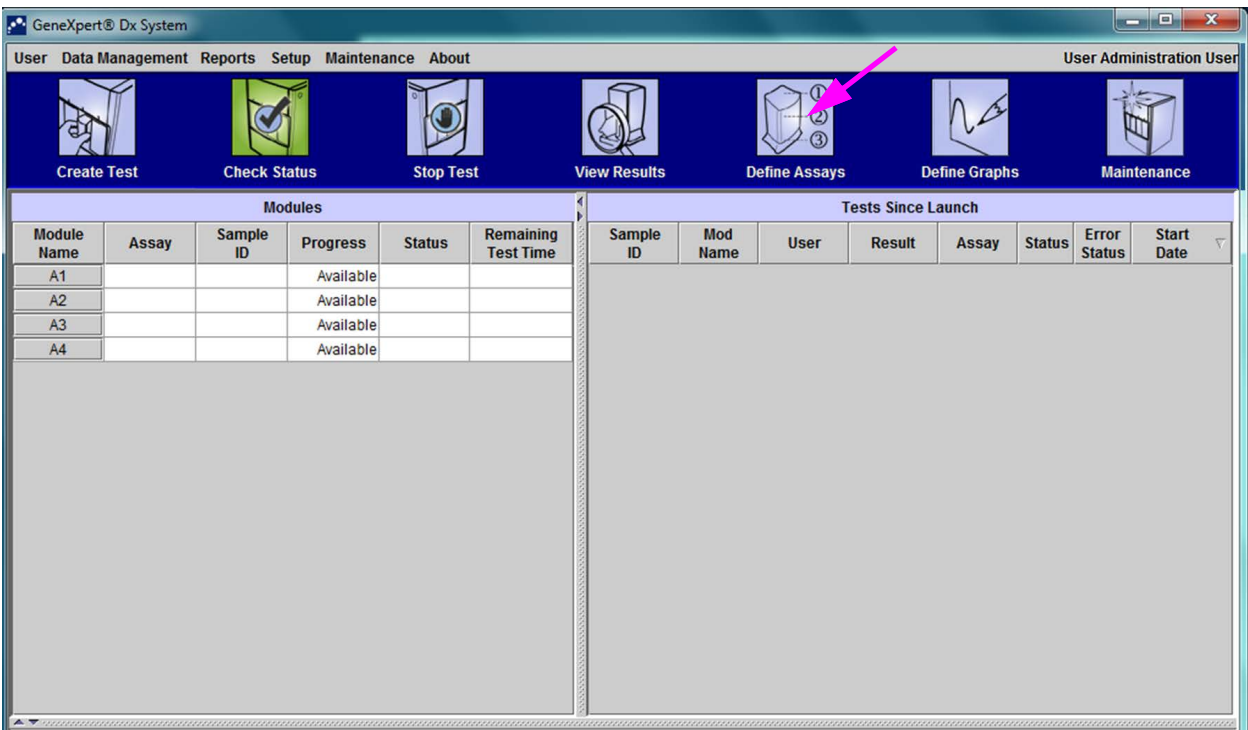 GeneXpert® Dx System
User Data Management Reports Setup Maintenance About User Administration User
① ② ③
Create Test Check Status Stop Test View Results Define Assays Define Graphs Maintenance
Modules
Module Name Assay Sample ID Progress Status Remaining Test Time
A1 Available
A2 Available
A3 Available
A4 Available
Tests Since Launch
Sample ID Mod Name User Result Assay Status Error Status Start Date